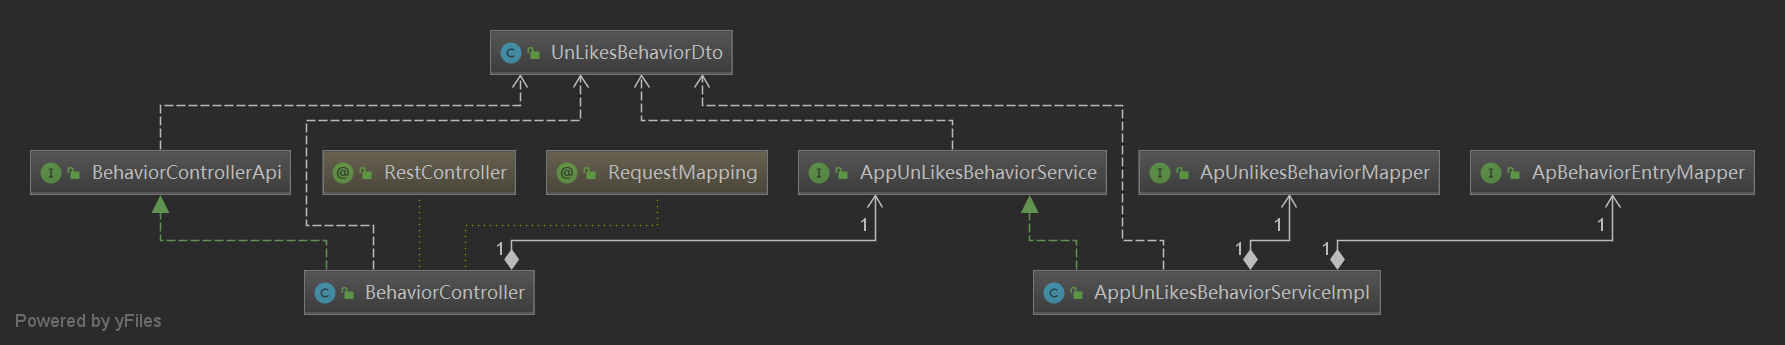 C UnLikesBehaviorDto
I BehaviorControllerApi
@ RestController
@ RequestMapping
I AppUnLikesBehaviorService
I ApUnlikesBehaviorMapper
I ApBehaviorEntryMapper
1
1
1
1
1
1
C BehaviorController
C AppUnLikesBehaviorServiceImpl
Powered by yFiles